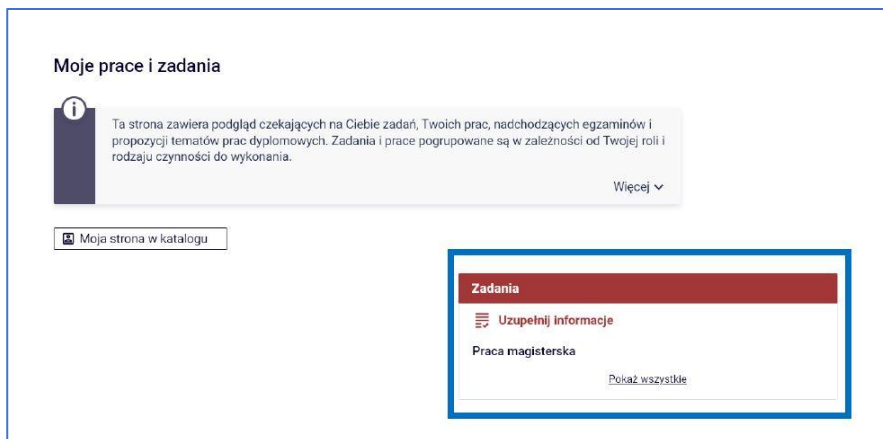 Moje prace i zadania
Ta strona zawiera podgląd czekających na Ciebie zadań, Twoich prac, nadchodzących egzaminów i
propozycji tematów prac dyplomowych. Zadania i prace pogrupowane są w zależności od Twojej roli i
rodzaju czynności do wykonania.
Więcej
Moja strona w katalogu
Zadania
Uzupełnij informacje
Praca magisterska
Pokaż wszystkie